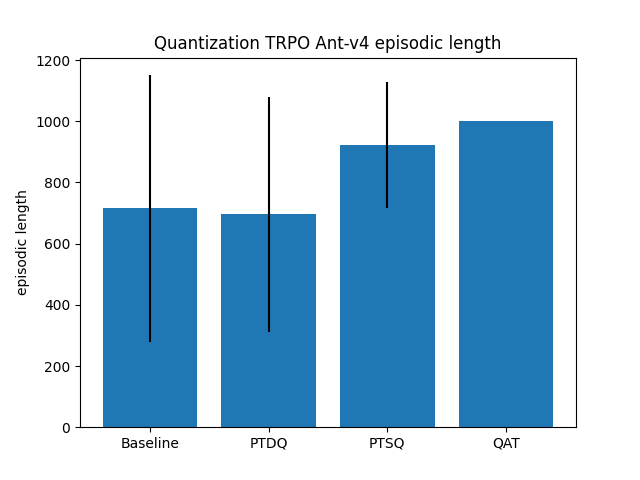 Quantization TRPO Ant-v4 episodic length
1200
1000
800
600
400
200
0
episodic length
Baseline PTDQ PTSQ QAT